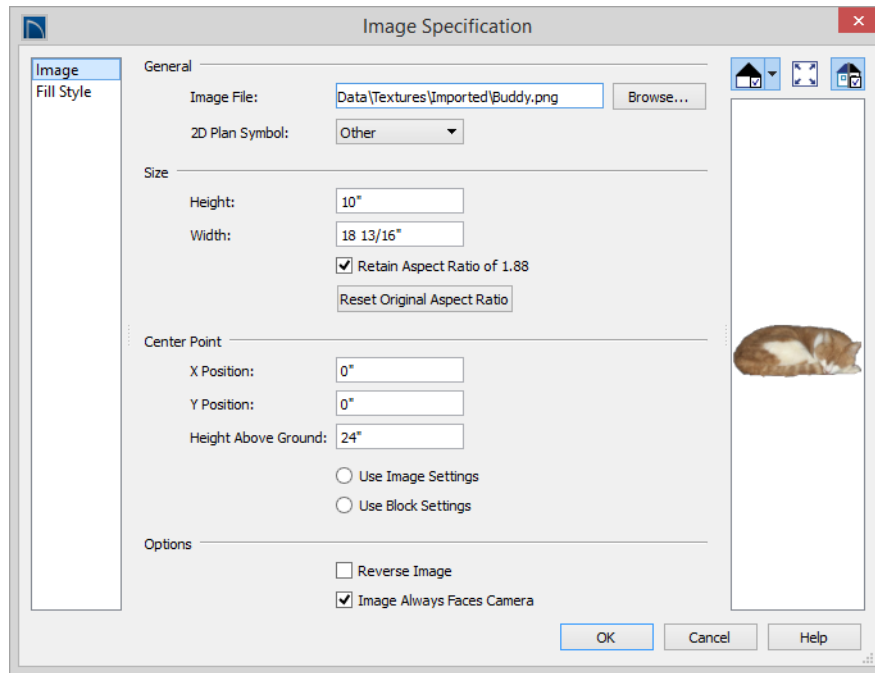 Image Specification
Image
Fill Style
General
Image File: Data\Textures\Imported\Buddy.png Browse...
2D Plan Symbol: Other
Size
Height: 10"
Width: 18 13/16"
Retain Aspect Ratio of 1.88
Reset Original Aspect Ratio
Center Point
X Position: 0"
Y Position: 0"
Height Above Ground: 24"
Use Image Settings
Use Block Settings
Options
Reverse Image
Image Always Faces Camera
OK Cancel Help